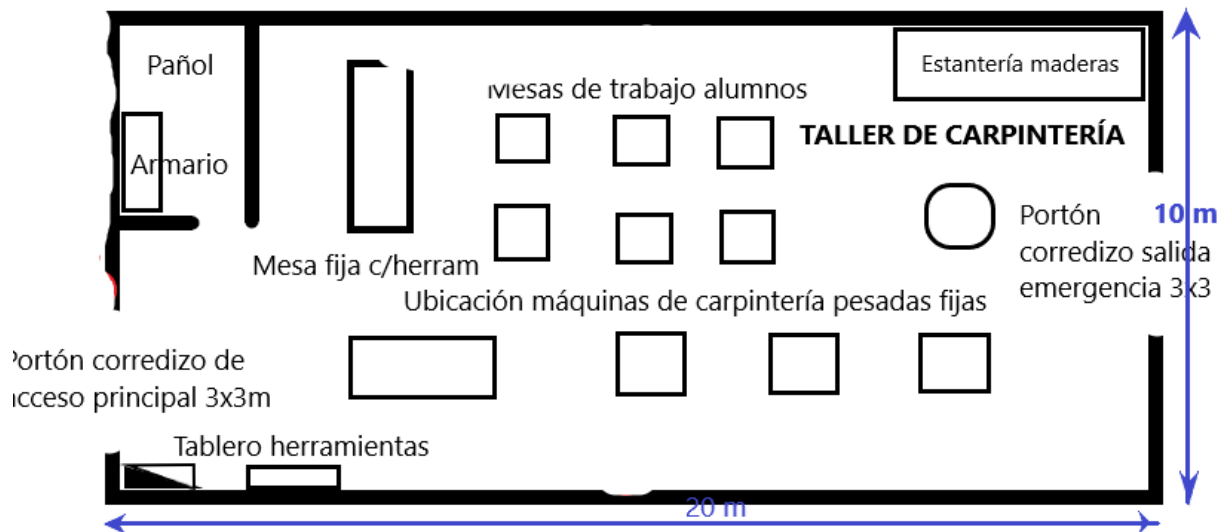 Pañol
Estantería maderas
Mesas de trabajo alumnos
TALLER DE CARPINTERÍA
Armario
Portón
corredizo salida
emergencia 3x3
10 m
Mesa fija c/herram
Ubicación máquinas de carpintería pesadas fijas
Portón corredizo de
acceso principal 3x3m
Tablero herramientas
20 m